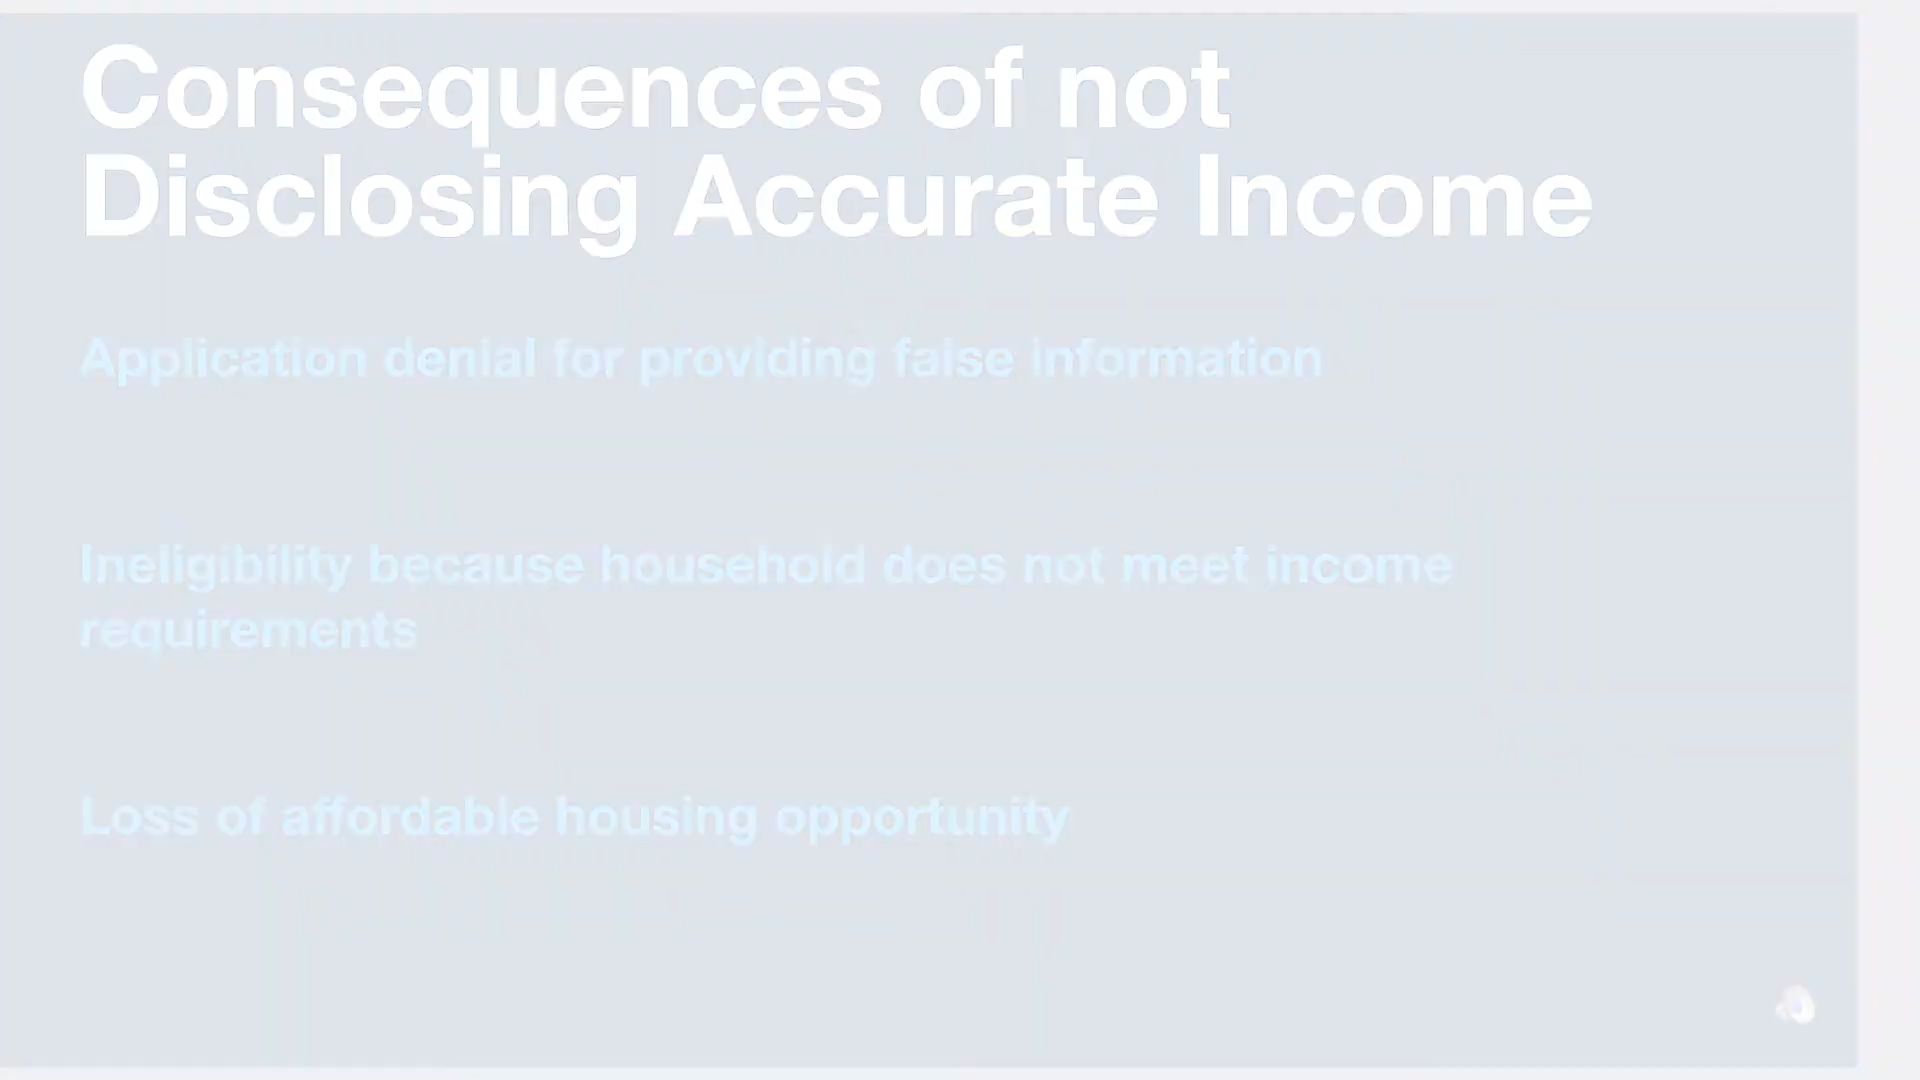 Consequences of not
Disclosing Accurate Income
Application denial for providing false information
Ineligibility because household does not meet income
requirements
Loss of affordable housing opportunity